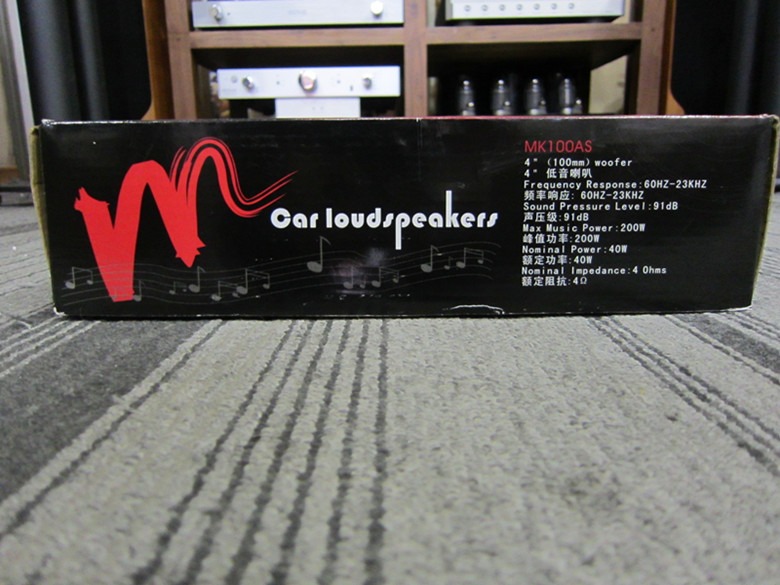 Car loudspeakers
MK100AS
4" (100mm) woofer
4" 低音喇叭
Frequency Response:60HZ-23KHZ
频率响应: 60HZ-23KHZ
Sound Pressure Level:91dB
声压级:91dB
Max Music Power:200W
峰值功率:200W
Nominal Power:40W
额定功率:40W
Nominal Impedance:4 Ohms
额定阻抗:4Ω